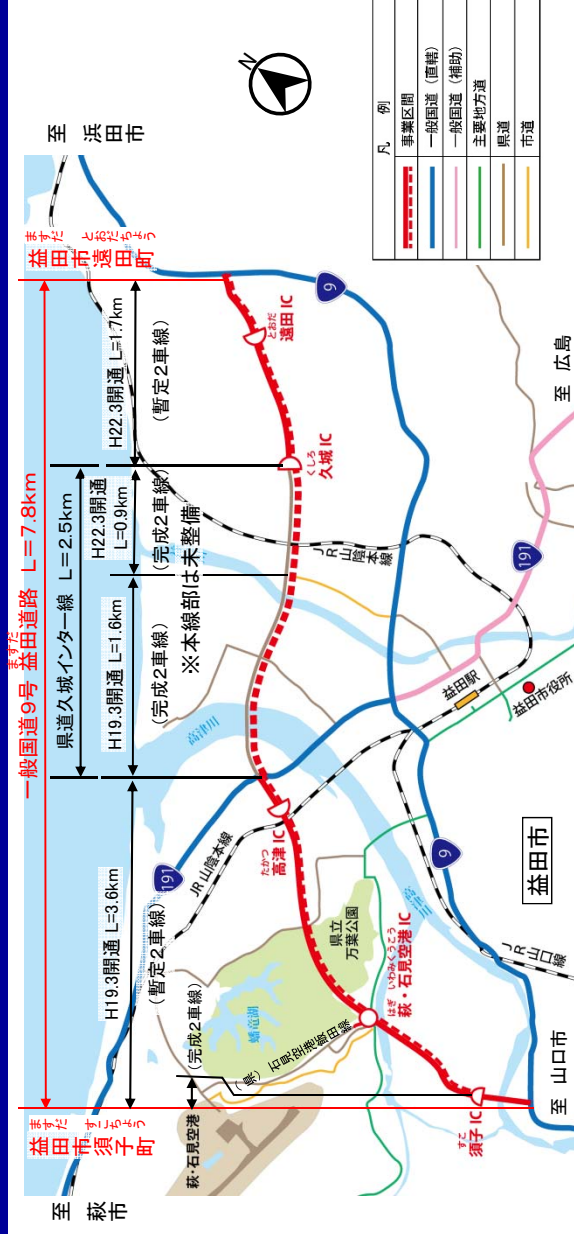 ますだ
一般国道9号 益田道路 L=7.8km
ますだ すこちょう
益田市須子町
ますだ とおだちょう
益田市遠田町
至 萩市
至 浜田市
県道久城インター線 L=2.5km
H19.3開通 L=3.6km
(暫定2車線)
(完成2車線)
H19.3開通 L=1.6km
(完成2車線)
H22.3開通
L=0.9km
(完成2車線)
※本線部は未整備
H22.3開通 L=1.7km
(暫定2車線)
N
191
JR山陰本線
高津川
萩・石見空港
蟠竜湖
(県) 石見空港飯田線
県立
万葉公園
たかつ
高津IC
くしろ
久城IC
とおだ
遠田IC
9
はぎ いわみくうこう
萩・石見空港IC
すこ
須子IC
高津川
JR山陰本線
191
益田駅
益田市役所
9
JR山口線
益田市
至 山口市
至 広島
凡 例
事業区間
一般国道(直轄)
一般国道(補助)
主要地方道
県道
市道